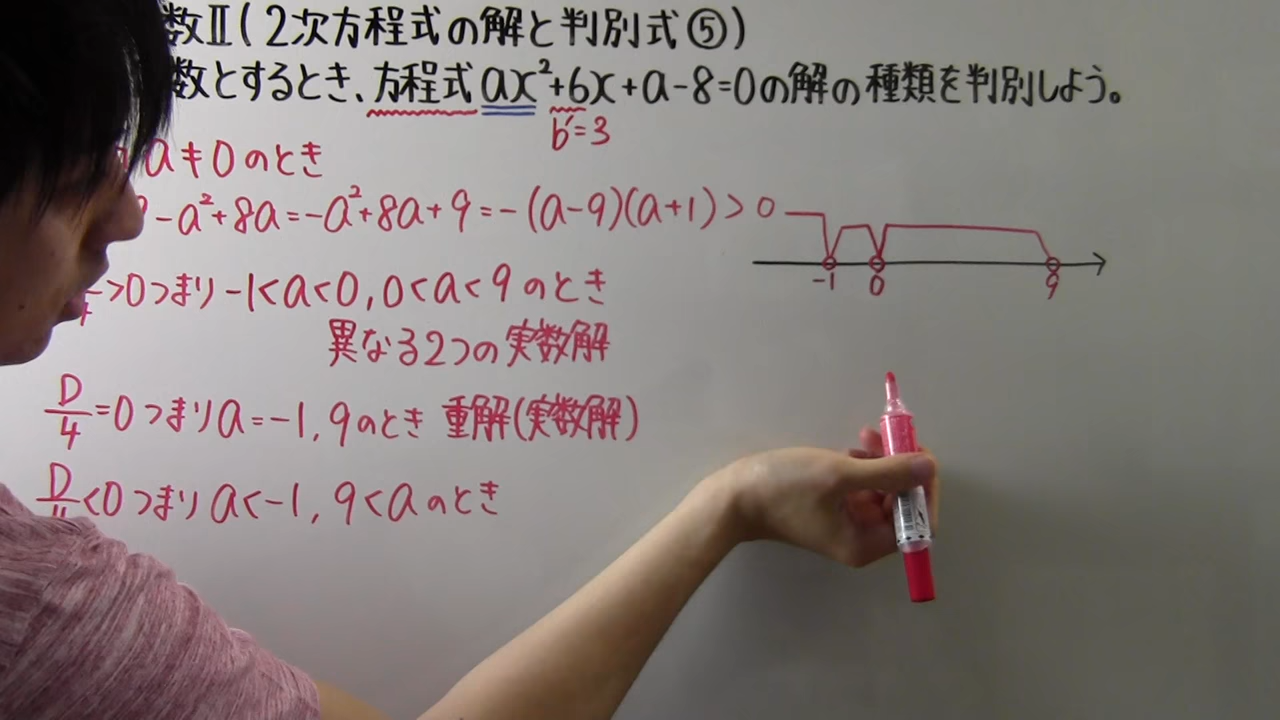 数Ⅱ(2次方程式の解と判別式⑤)
数とするとき、方程式ax²+6x+a-8=0の解の種類を判別しよう。
b'=3
a≠0のとき
9-a²+8a=-a²+8a+9=-(a-9)(a+1)>0
-1 0 9
>0つまり-1<a<0,0<a<9のとき
異なる2つの実数解
D/4=0つまりa=-1,9のとき 重解(実数解)
D/4<0つまりa<-1,9<aのとき